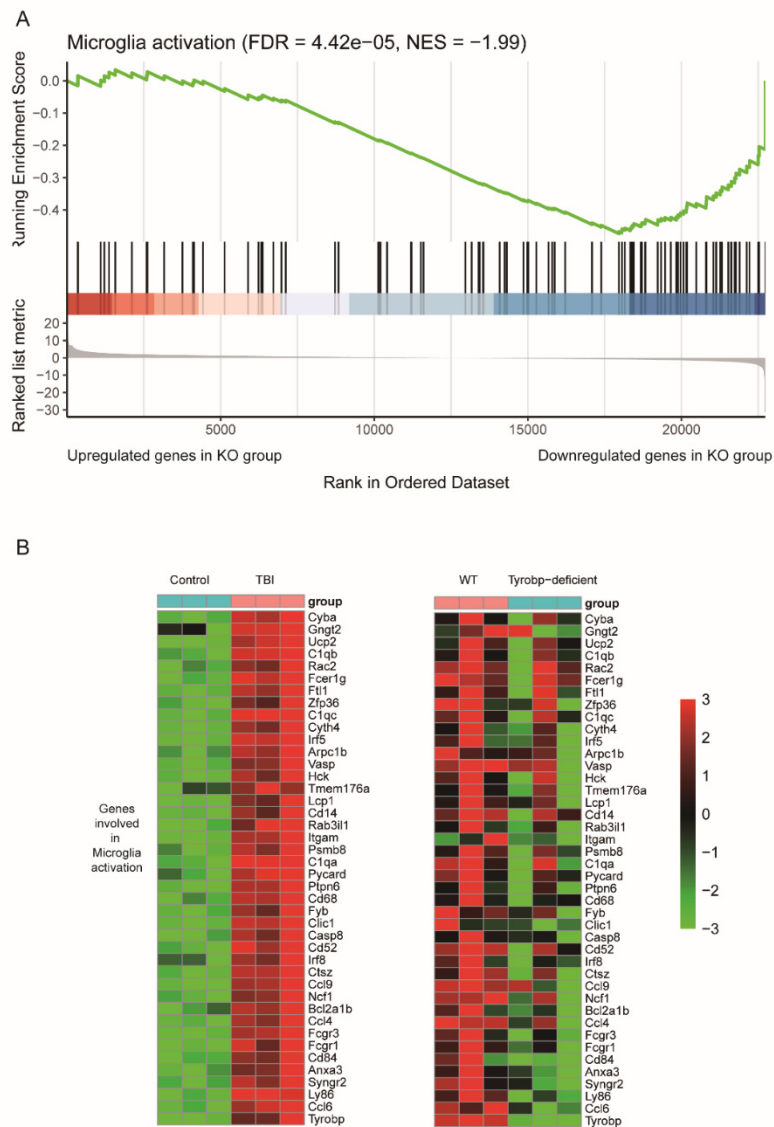 A
Microglia activation (FDR = 4.42e−05, NES = −1.99)
Running Enrichment Score
0.0
−0.1
−0.2
−0.3
−0.4
Ranked list metric
20
10
0
−10
−20
−30
5000 10000 15000 20000
Upregulated genes in KO group Downregulated genes in KO group
Rank in Ordered Dataset
B
Control TBI WT Tyrobp-deficient
group group
Cyba Cyba
Gngt2 Gngt2
Ucp2 Ucp2
C1qb C1qb
Rac2 Rac2
Fcer1g Fcer1g
Ftl1 Ftl1
Zfp36 Zfp36
C1qc C1qc
Cyth4 Cyth4
Irf5 Irf5
Arpc1b Arpc1b
Vasp Vasp
Hck Hck
Tmem176a Tmem176a
Lcp1 Lcp1
Cd14 Cd14
Rab3il1 Rab3il1
Itgam Itgam
Psmb8 Psmb8
C1qa C1qa
Pycard Pycard
Ptpn6 Ptpn6
Cd68 Cd68
Fyb Fyb
Clic1 Clic1
Casp8 Casp8
Cd52 Cd52
Irf8 Irf8
Ctsz Ctsz
Ccl9 Ccl9
Ncf1 Ncf1
Bcl2a1b Bcl2a1b
Ccl4 Ccl4
Fcgr3 Fcgr3
Fcgr1 Fcgr1
Cd84 Cd84
Anxa3 Anxa3
Syngr2 Syngr2
Ly86 Ly86
Ccl6 Ccl6
Tyrobp Tyrobp
Genes
involved
in
Microglia
activation
3
2
1
0
−1
−2
−3